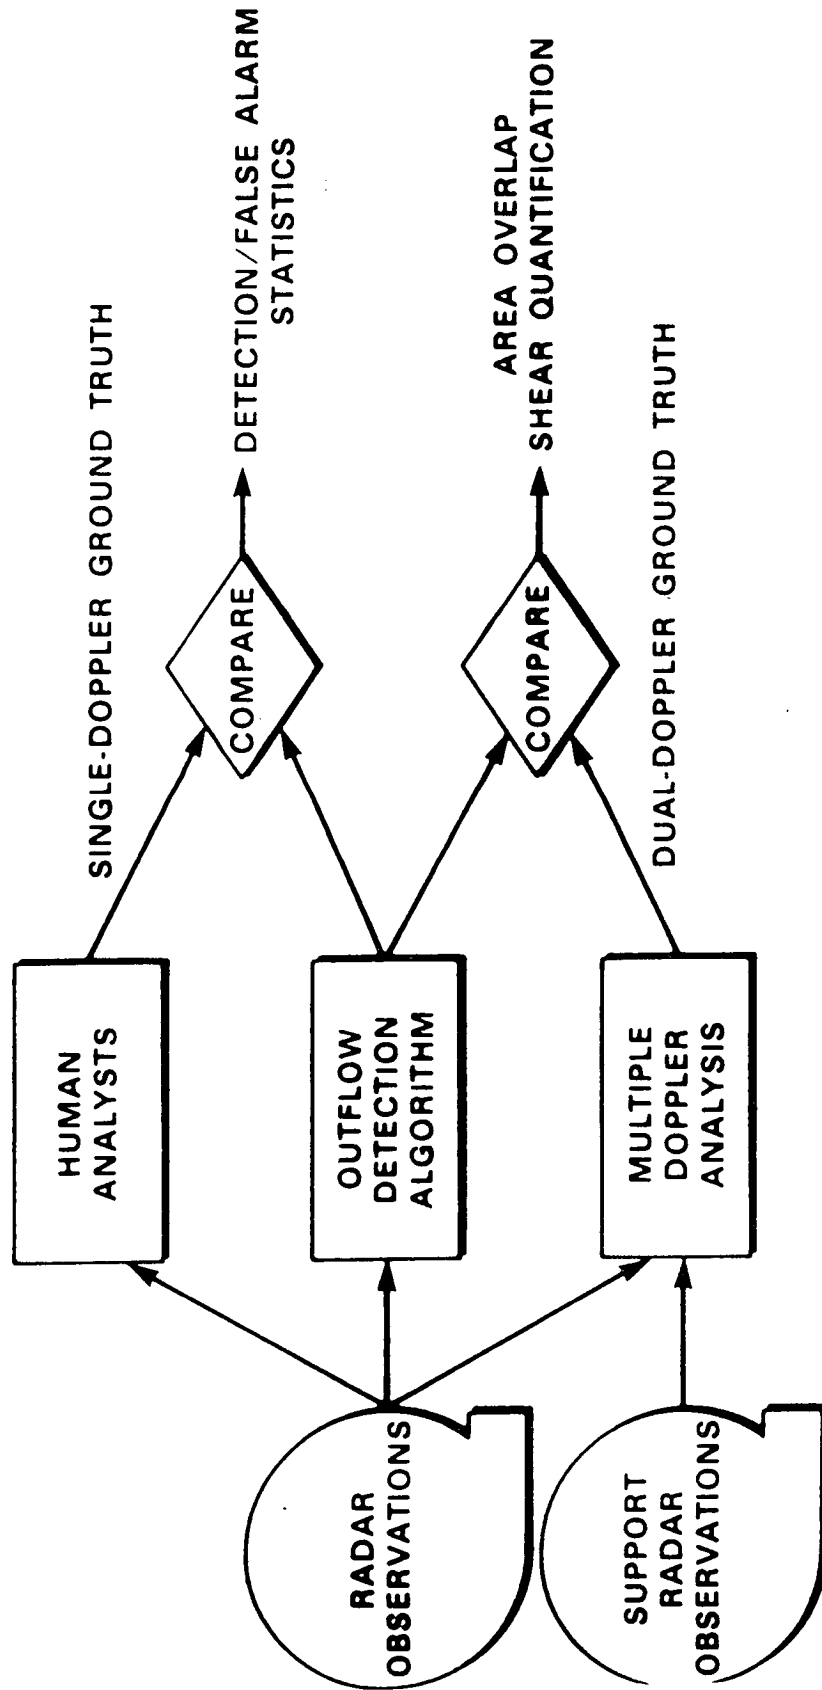 RADAR
OBSERVATIONS
SUPPORT
RADAR
OBSERVATIONS
HUMAN
ANALYSTS
OUTFLOW
DETECTION
ALGORITHM
MULTIPLE
DOPPLER
ANALYSIS
SINGLE-DOPPLER GROUND TRUTH
COMPARE
COMPARE
DUAL-DOPPLER GROUND TRUTH
DETECTION/FALSE ALARM
STATISTICS
AREA OVERLAP
SHEAR QUANTIFICATION